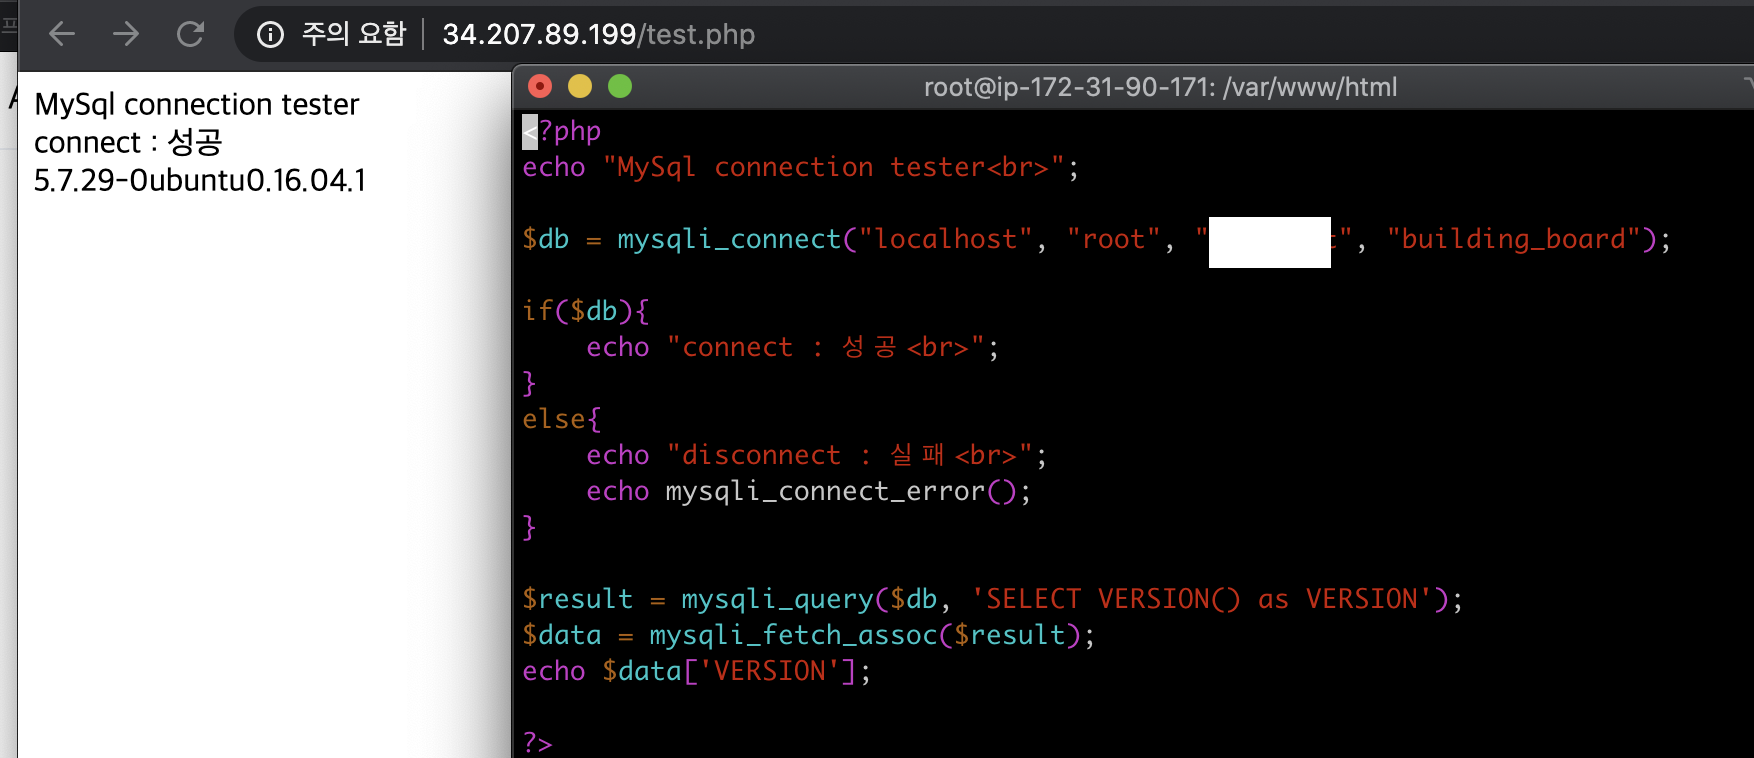 주의 요함 | 34.207.89.199/test.php
MySql connection tester
connect : 성공
5.7.29-0ubuntu0.16.04.1
root@ip-172-31-90-171: /var/www/html
<?php
echo "MySql connection tester<br>";
$db = mysqli_connect("localhost", "root", "t", "building_board");
if($db){
echo "connect : 성공<br>";
}
else{
echo "disconnect : 실패<br>";
echo mysqli_connect_error();
}
$result = mysqli_query($db, 'SELECT VERSION() as VERSION');
$data = mysqli_fetch_assoc($result);
echo $data['VERSION'];
?>